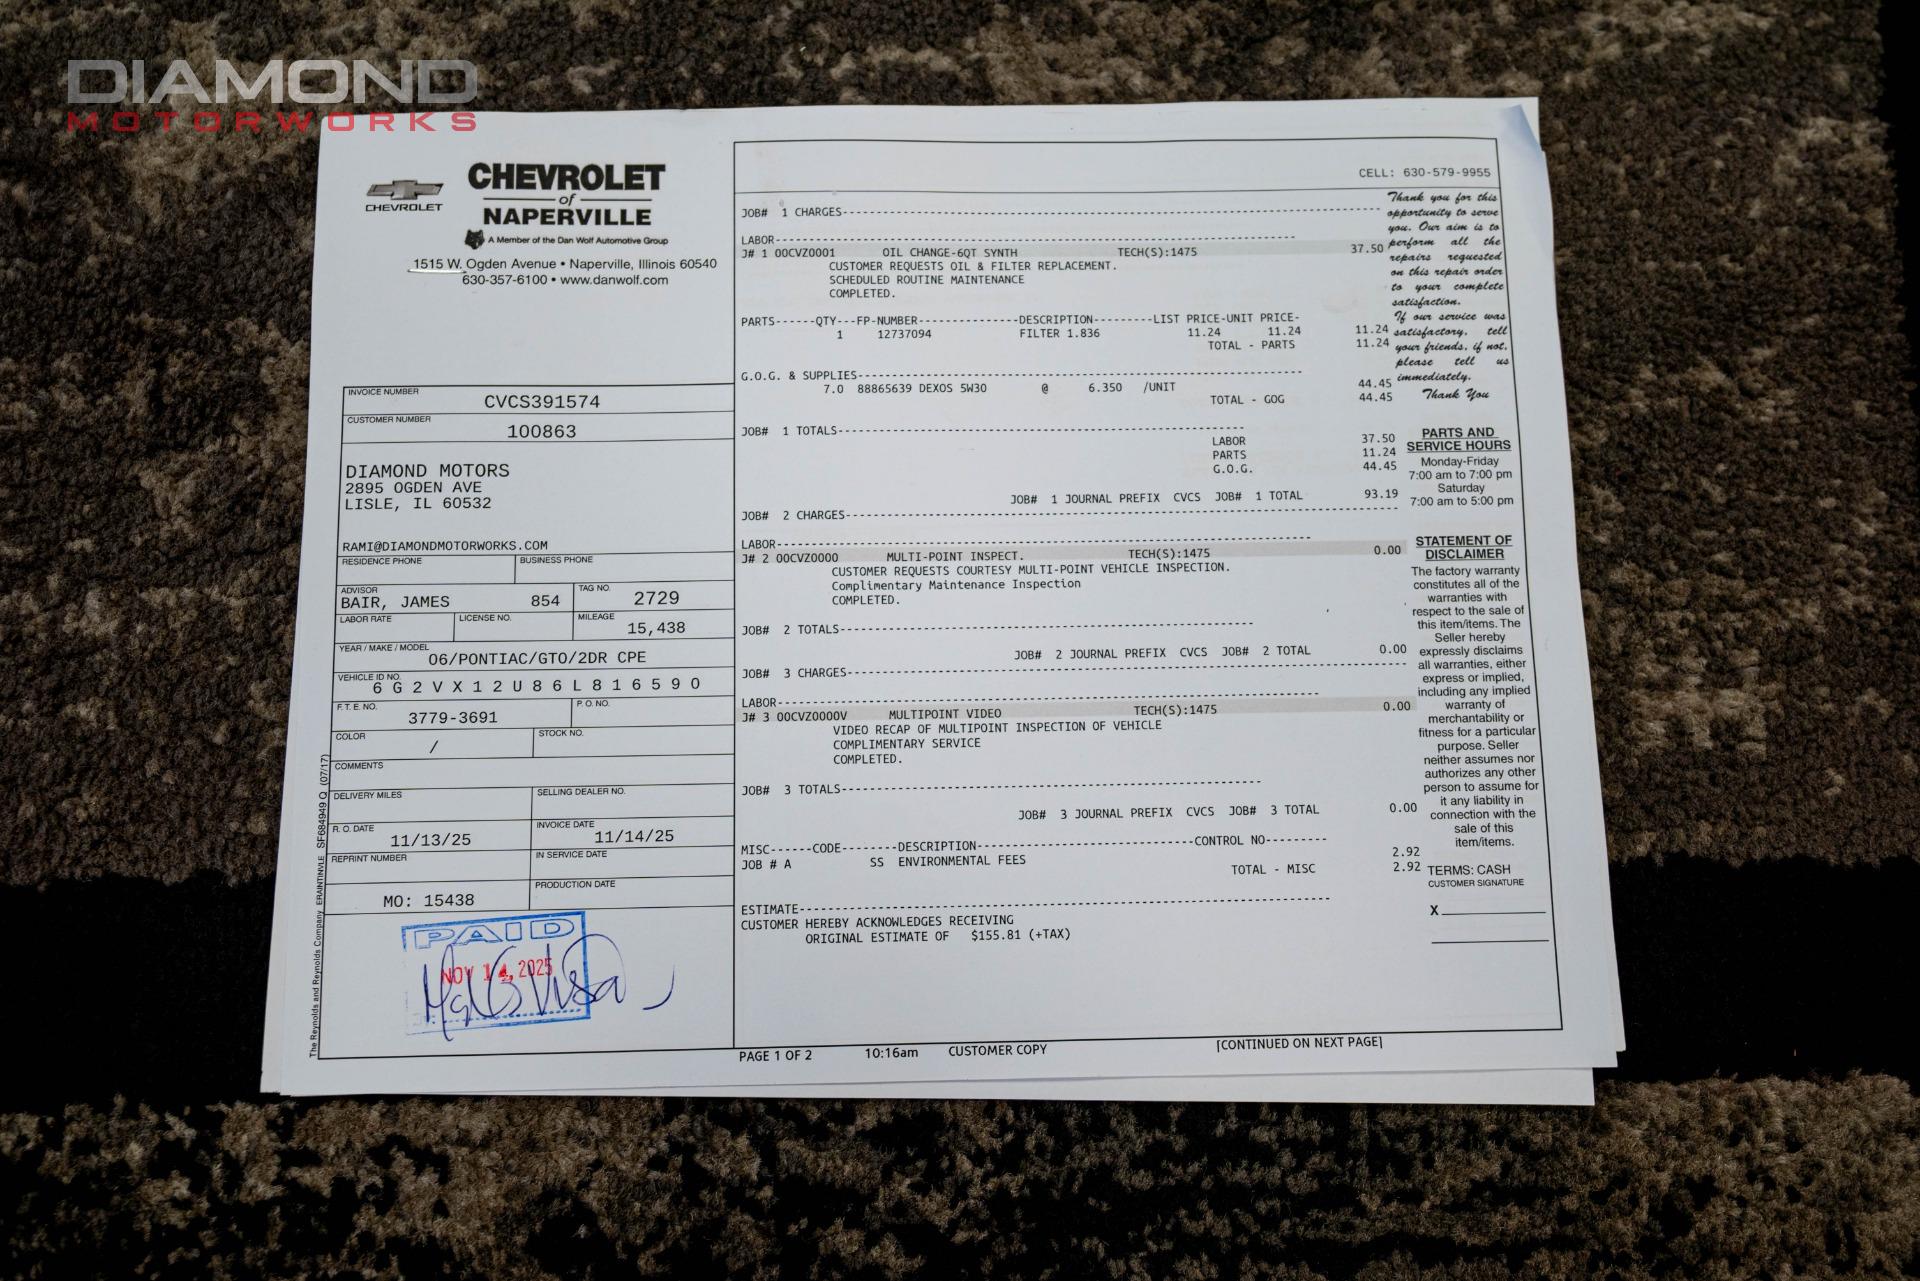 DIAMOND
MOTORWORKS
CHEVROLET
CHEVROLET
of
NAPERVILLE
A Member of the Dan Wolf Automotive Group
1515 W. Ogden Avenue • Naperville, Illinois 60540
630-357-6100 • www.danwolf.com
INVOICE NUMBER
CVCS391574
CUSTOMER NUMBER
100863
DIAMOND MOTORS
2895 OGDEN AVE
LISLE, IL 60532
RAMI@DIAMONDMOTORWORKS.COM
RESIDENCE PHONE BUSINESS PHONE
ADVISOR TAG NO.
BAIR, JAMES 854 2729
LABOR RATE LICENSE NO. MILEAGE
15,438
YEAR / MAKE / MODEL
06/PONTIAC/GTO/2DR CPE
VEHICLE ID NO.
6 G 2 V X 1 2 U 8 6 L 8 1 6 5 9 0
F. T. E. NO. P. O. NO.
3779-3691
COLOR STOCK NO.
/
COMMENTS
DELIVERY MILES SELLING DEALER NO.
R. O. DATE INVOICE DATE
11/13/25 11/14/25
REPRINT NUMBER IN SERVICE DATE
PRODUCTION DATE
MO: 15438
PAID
NOV 14, 2025
The Reynolds and Reynolds Company ERAINTINVLE SF684949 Q (07/17)
CELL: 630-579-9955
JOB# 1 CHARGES------------------------------
LABOR------------------------------
J# 1 00CVZ0001 OIL CHANGE-6QT SYNTH TECH(S):1475 37.50
CUSTOMER REQUESTS OIL & FILTER REPLACEMENT.
SCHEDULED ROUTINE MAINTENANCE
COMPLETED.
PARTS------QTY---FP-NUMBER---------------DESCRIPTION---------LIST PRICE-UNIT PRICE-
1 12737094 FILTER 1.836 11.24 11.24 11.24
TOTAL - PARTS 11.24
G.O.G. & SUPPLIES------------------------------
7.0 88865639 DEXOS 5W30 @ 6.350 /UNIT 44.45
TOTAL - GOG 44.45
JOB# 1 TOTALS------------------------------
LABOR 37.50
PARTS 11.24
G.O.G. 44.45
JOB# 1 JOURNAL PREFIX CVCS JOB# 1 TOTAL 93.19
JOB# 2 CHARGES------------------------------
LABOR------------------------------
J# 2 00CVZ0000 MULTI-POINT INSPECT. TECH(S):1475 0.00
CUSTOMER REQUESTS COURTESY MULTI-POINT VEHICLE INSPECTION.
Complimentary Maintenance Inspection
COMPLETED.
JOB# 2 TOTALS------------------------------
JOB# 2 JOURNAL PREFIX CVCS JOB# 2 TOTAL 0.00
JOB# 3 CHARGES------------------------------
LABOR------------------------------
J# 3 00CVZ0000V MULTIPOINT VIDEO TECH(S):1475 0.00
VIDEO RECAP OF MULTIPOINT INSPECTION OF VEHICLE
COMPLIMENTARY SERVICE
COMPLETED.
JOB# 3 TOTALS------------------------------
JOB# 3 JOURNAL PREFIX CVCS JOB# 3 TOTAL 0.00
MISC------CODE------DESCRIPTION------------------------------CONTROL NO---------
JOB # A SS ENVIRONMENTAL FEES 2.92
TOTAL - MISC 2.92
ESTIMATE------------------------------
CUSTOMER HEREBY ACKNOWLEDGES RECEIVING
ORIGINAL ESTIMATE OF $155.81 (+TAX)
Thank you for this
opportunity to serve
you. Our aim is to
perform all the
repairs requested
on this repair order
to your complete
satisfaction.
If our service was
satisfactory, tell
your friends, if not,
please tell us
immediately.
Thank You
PARTS AND
SERVICE HOURS
Monday-Friday
7:00 am to 7:00 pm
Saturday
7:00 am to 5:00 pm
STATEMENT OF
DISCLAIMER
The factory warranty
constitutes all of the
warranties with
respect to the sale of
this item/items. The
Seller hereby
expressly disclaims
all warranties, either
express or implied,
including any implied
warranty of
merchantability or
fitness for a particular
purpose. Seller
neither assumes nor
authorizes any other
person to assume for
it any liability in
connection with the
sale of this
item/items.
TERMS: CASH
CUSTOMER SIGNATURE
X
PAGE 1 OF 2 10:16am CUSTOMER COPY [CONTINUED ON NEXT PAGE]